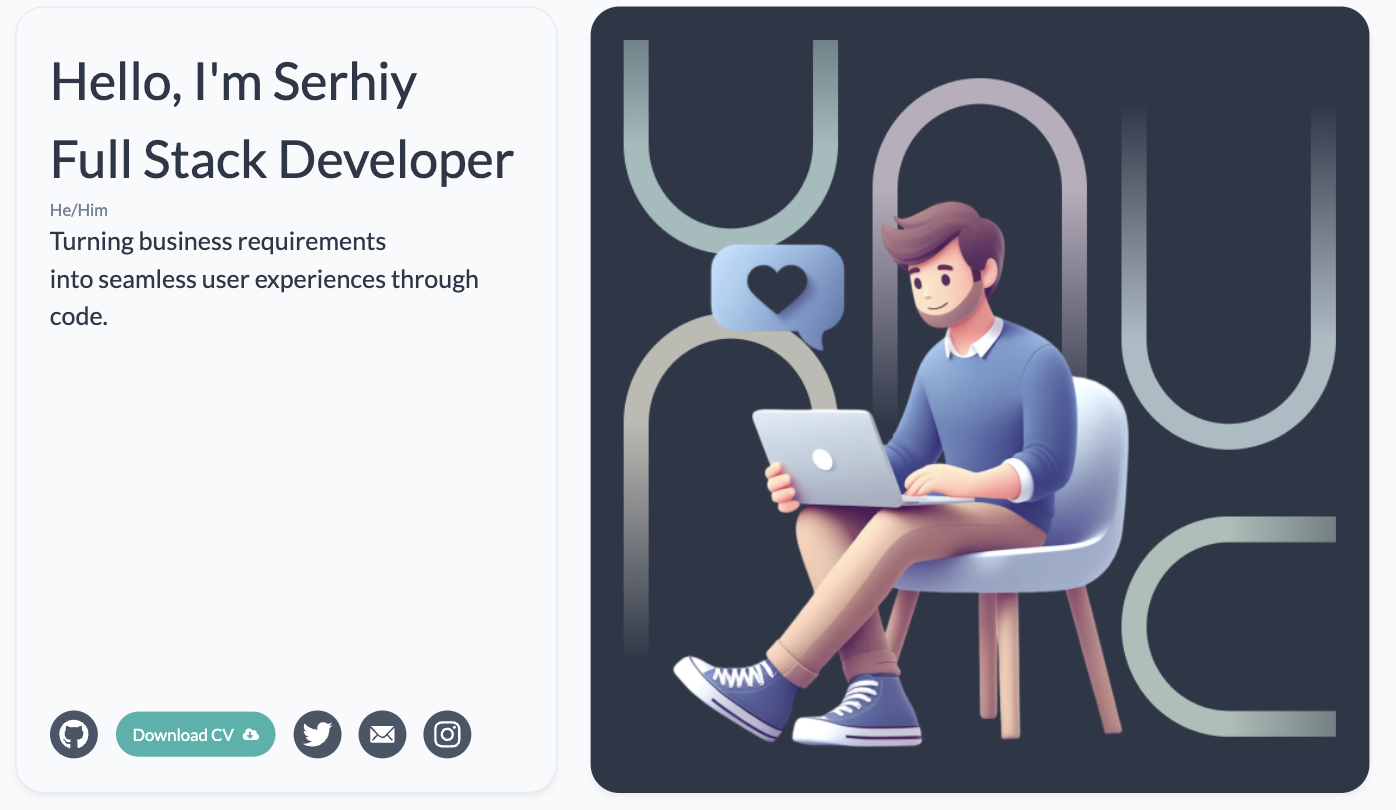 Hello, I'm Serhiy
Full Stack Developer
He/Him
Turning business requirements
into seamless user experiences through
code.
Download CV